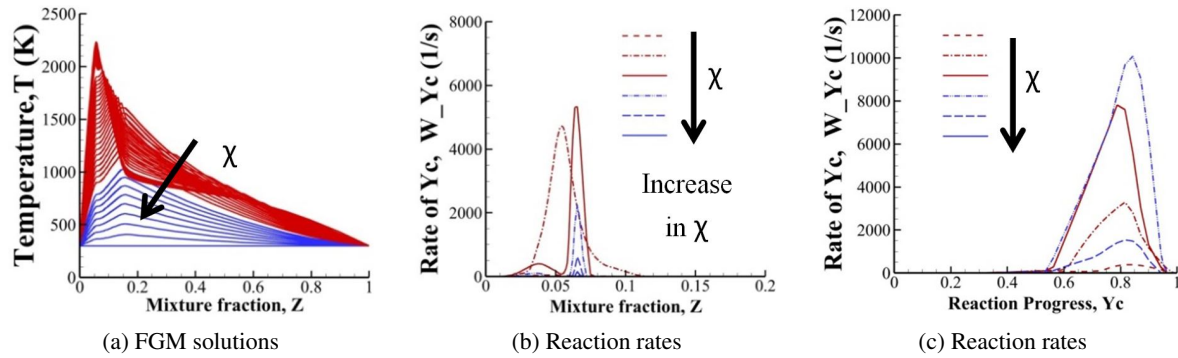 Temperature,T (K)
2500
2000
1500
1000
500
0
0
0.2
0.4
0.6
0.8
1
Mixture fraction, Z
χ
(a) FGM solutions
Rate of Yc, W_Yc (1/s)
8000
6000
4000
2000
0
0
0.05
0.1
0.15
0.2
Mixture fraction, Z
χ
Increase
in χ
(b) Reaction rates
Rate of Yc, W_Yc (1/s)
12000
10000
8000
6000
4000
2000
0
0
0.2
0.4
0.6
0.8
1
Reaction Progress, Yc
χ
(c) Reaction rates